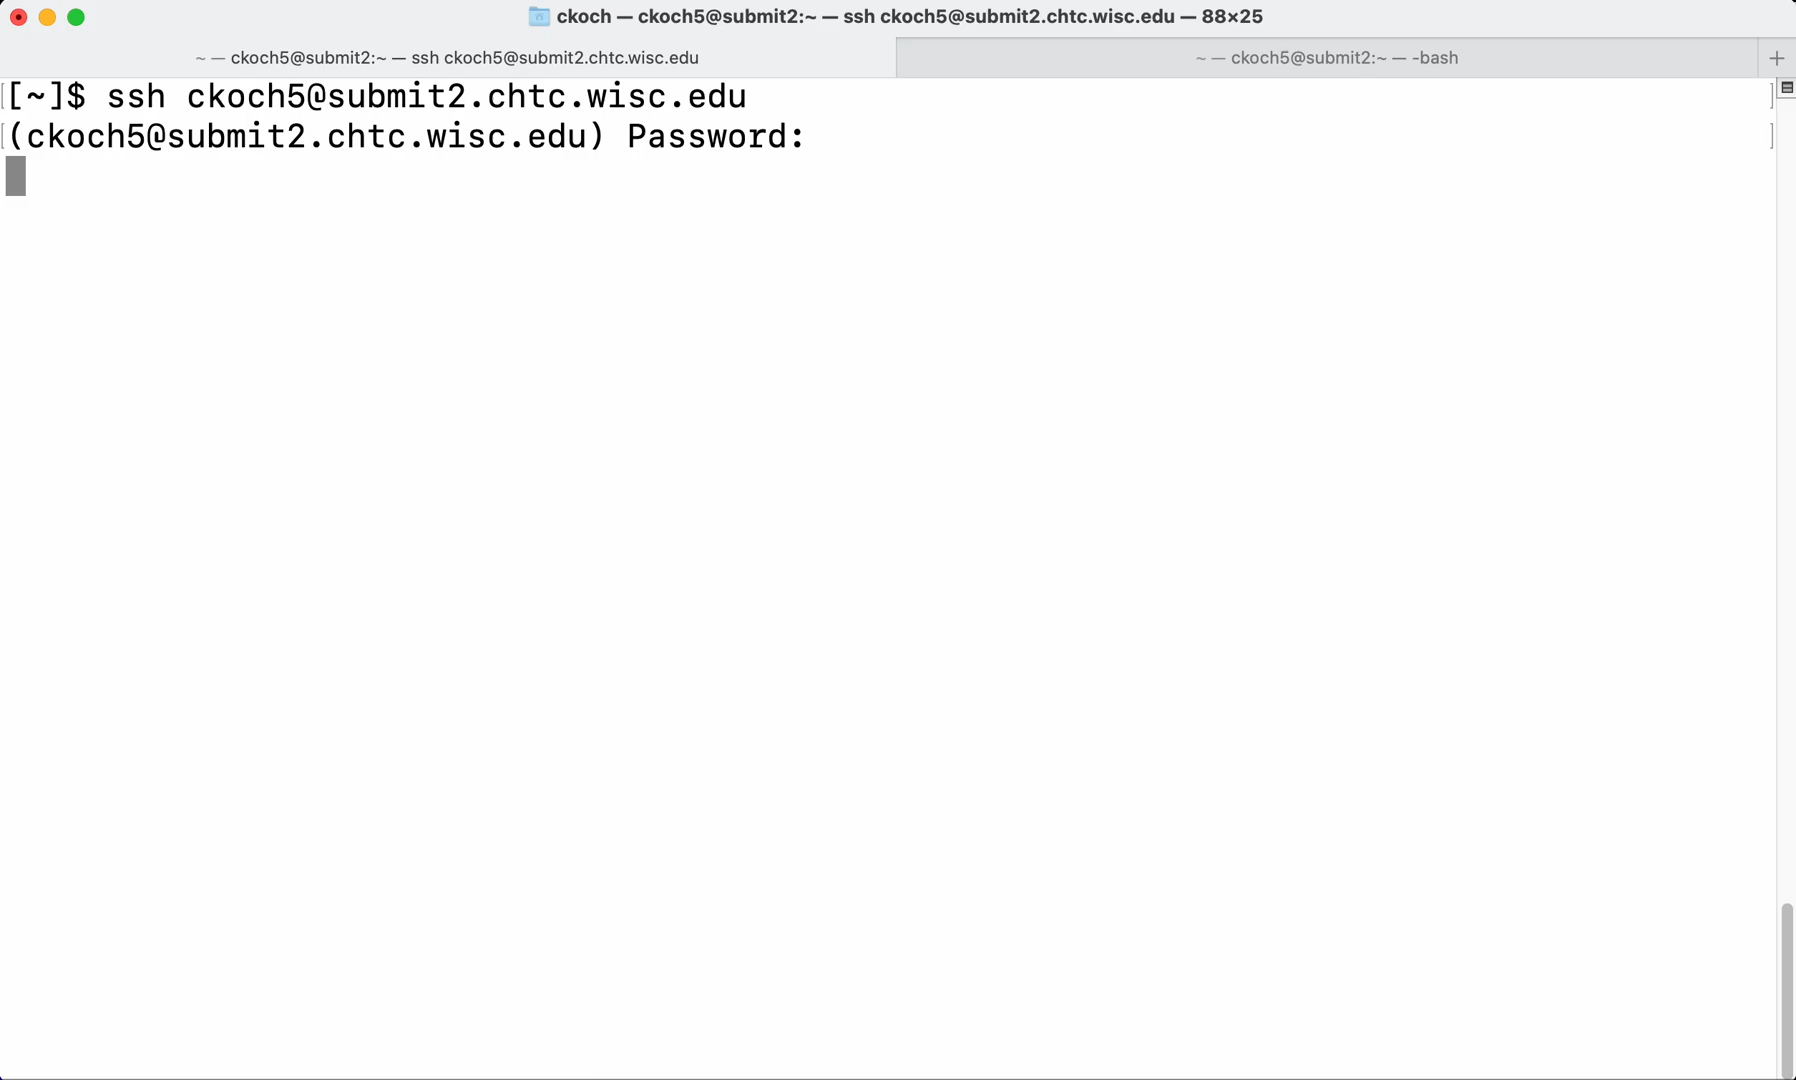 ckoch — ckoch5@submit2:~ — ssh ckoch5@submit2.chtc.wisc.edu — 88×25
~ — ckoch5@submit2:~ — ssh ckoch5@submit2.chtc.wisc.edu
~ — ckoch5@submit2:~ — -bash
[~]$ ssh ckoch5@submit2.chtc.wisc.edu
(ckoch5@submit2.chtc.wisc.edu) Password: